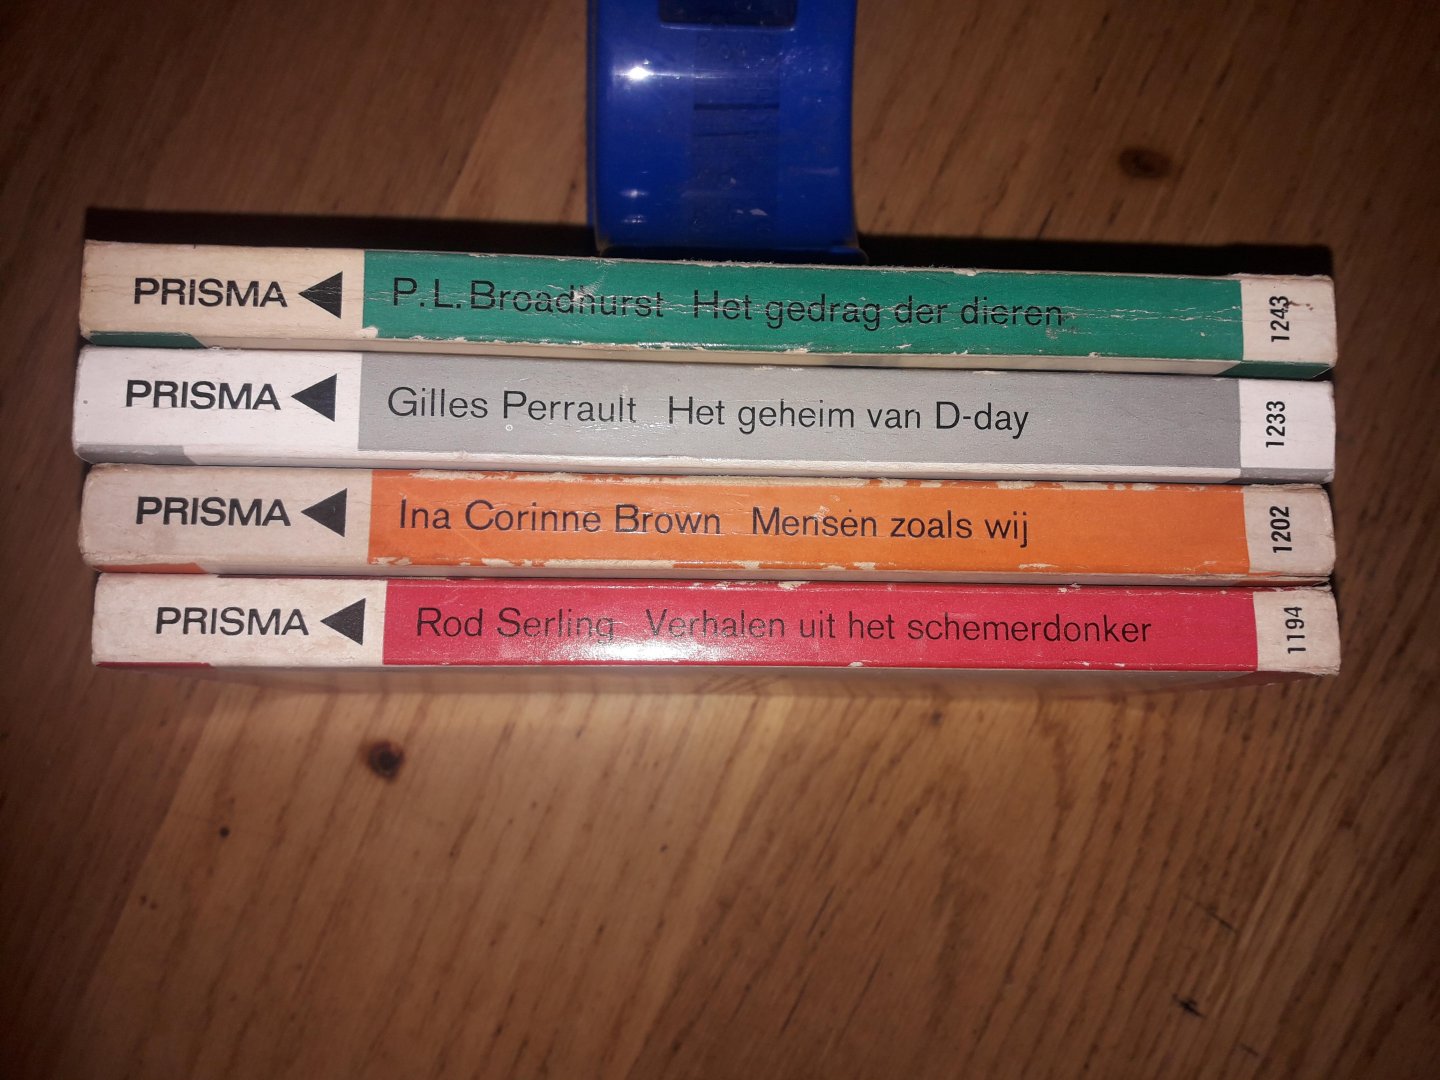 PRISMA P. L. Broadhurst Het gedrag der dieren 1243
PRISMA Gilles Perrault Het geheim van D-day 1233
PRISMA Ina Corinne Brown Mensen zoals wij 1202
PRISMA Rod Serling Verhalen uit het schemerdonker 1194